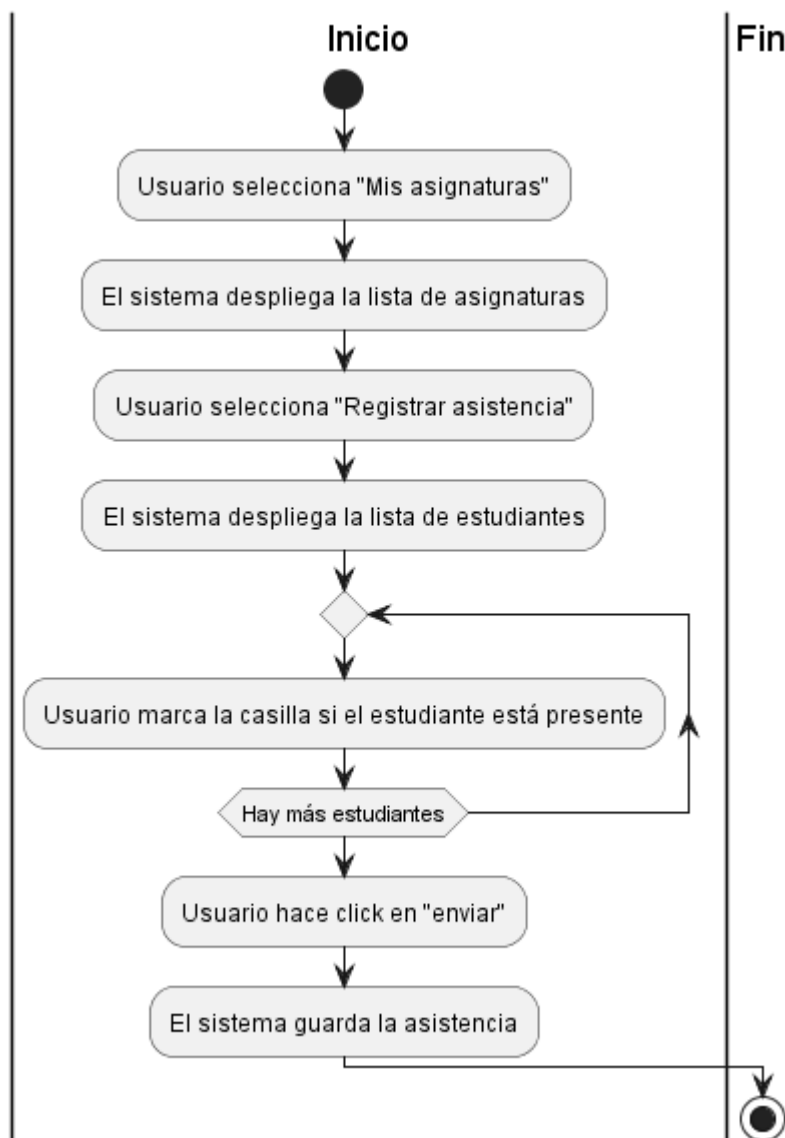 Inicio
Fin
Usuario selecciona "Mis asignaturas"
El sistema despliega la lista de asignaturas
Usuario selecciona "Registrar asistencia"
El sistema despliega la lista de estudiantes
Usuario marca la casilla si el estudiante está presente
Hay más estudiantes
Usuario hace click en "enviar"
El sistema guarda la asistencia